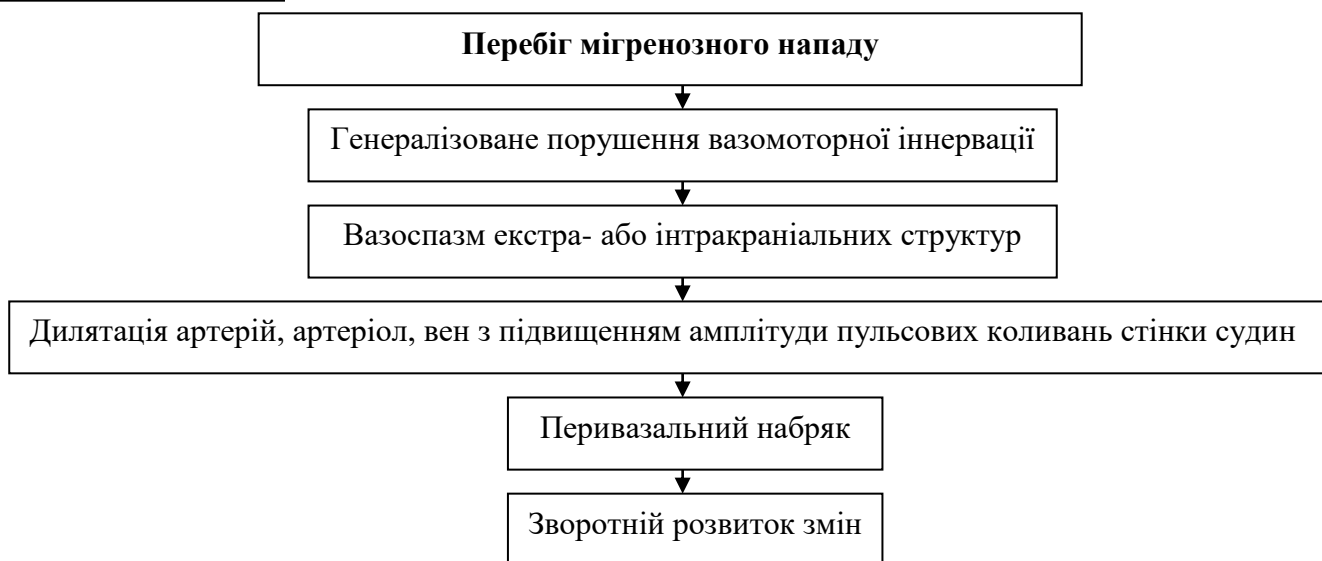 Перебіг мігренозного нападу
Генералізоване порушення вазомоторної іннервації
Вазоспазм екстра- або інтракраніальних структур
Дилятація артерій, артеріол, вен з підвищенням амплітуди пульсових коливань стінки судин
Перивазальний набряк
Зворотній розвиток змін